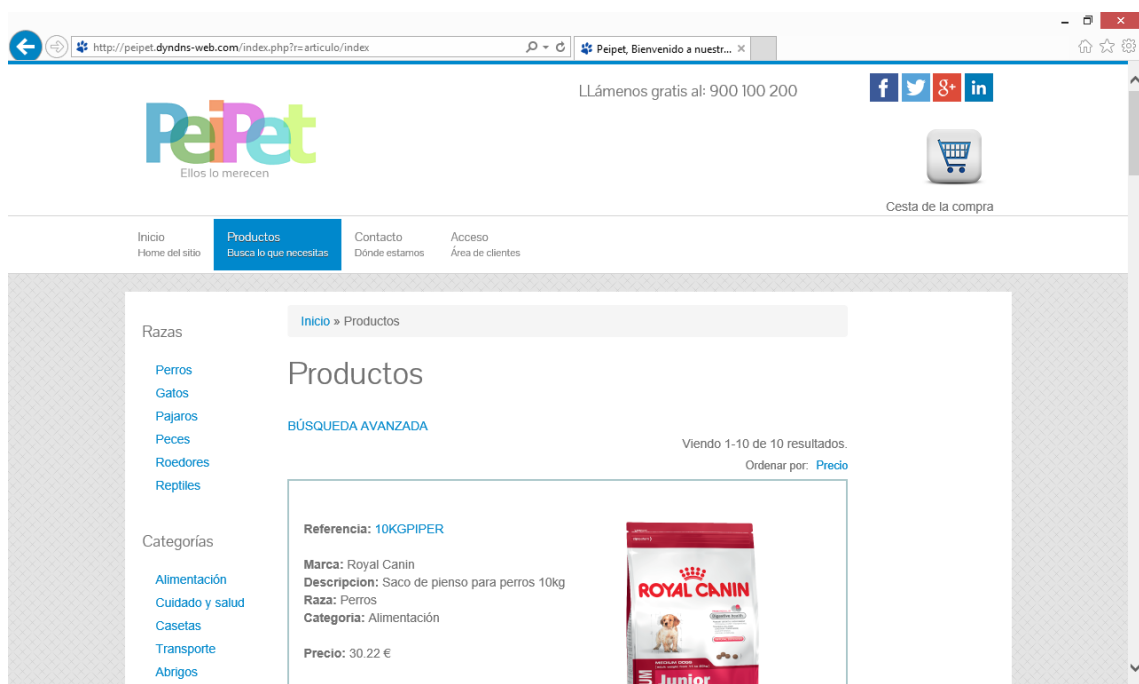 http://peipet.dyndns-web.com/index.php?r=articulo/index
Peipet, Bienvenido a nuestr...
LLámenos gratis al: 900 100 200
PeiPet
Ellos lo merecen
Cesta de la compra
Inicio
Home del sitio
Productos
Busca lo que necesitas
Contacto
Dónde estamos
Acceso
Área de clientes
Razas
Perros
Gatos
Pajaros
Peces
Roedores
Reptiles
Categorías
Alimentación
Cuidado y salud
Casetas
Transporte
Abrigos
Inicio » Productos
Productos
BÚSQUEDA AVANZADA
Viendo 1-10 de 10 resultados.
Ordenar por: Precio
Referencia: 10KGPIPER
Marca: Royal Canin
Descripcion: Saco de pienso para perros 10kg
Raza: Perros
Categoria: Alimentación
Precio: 30.22 €
ROYAL CANIN
MEDIUM DOGS
Junior